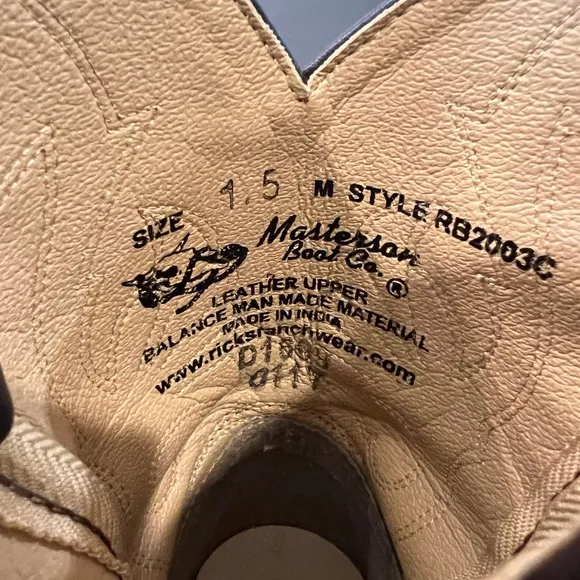 SIZE 1.5 M STYLE RB2003C
Masterson
Boot Co. ®
LEATHER UPPER
BALANCE MAN MADE MATERIAL
MADE IN INDIA
www.ricksranchwear.com